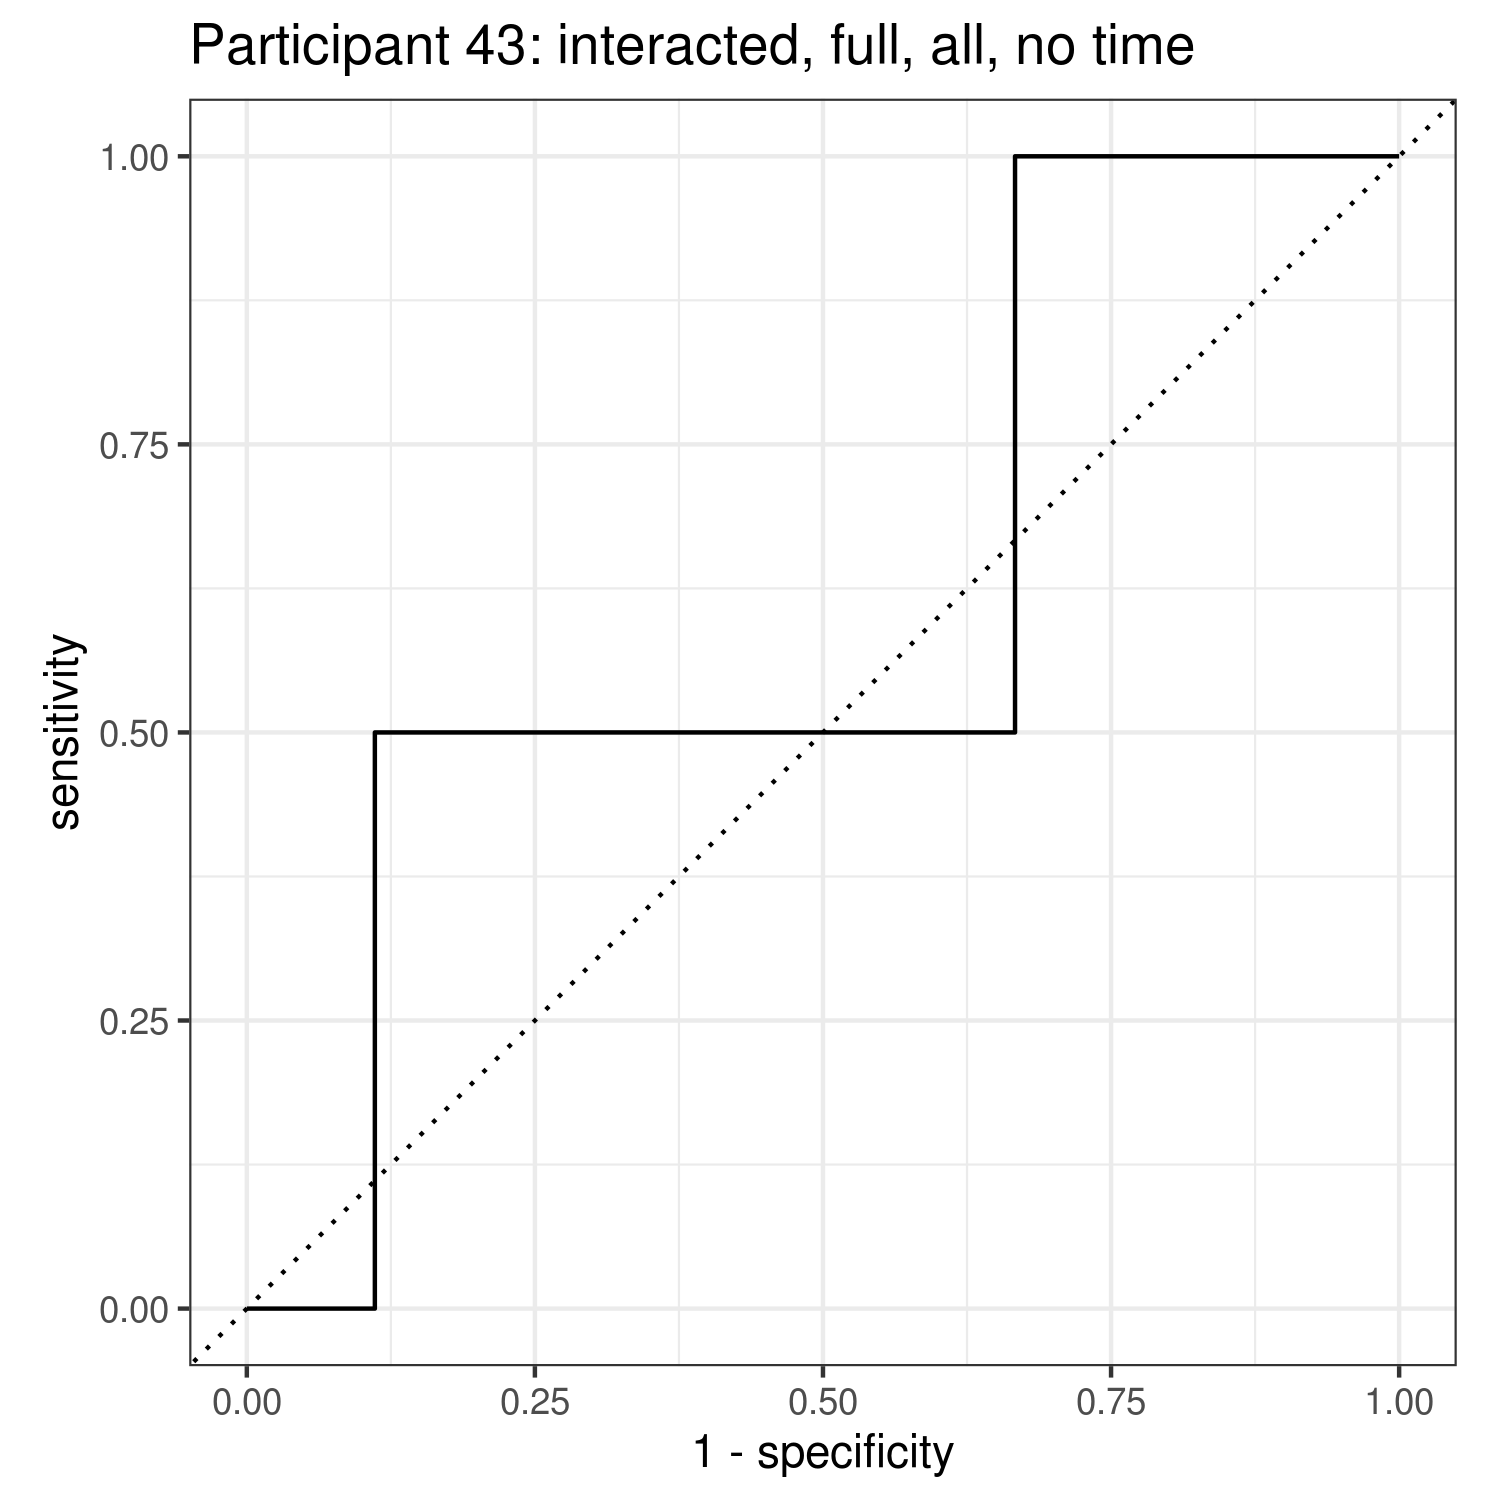 Participant 43: interacted, full, all, no time
1.00
0.75
0.50
0.25
0.00
sensitivity
0.00 0.25 0.50 0.75 1.00
1 - specificity